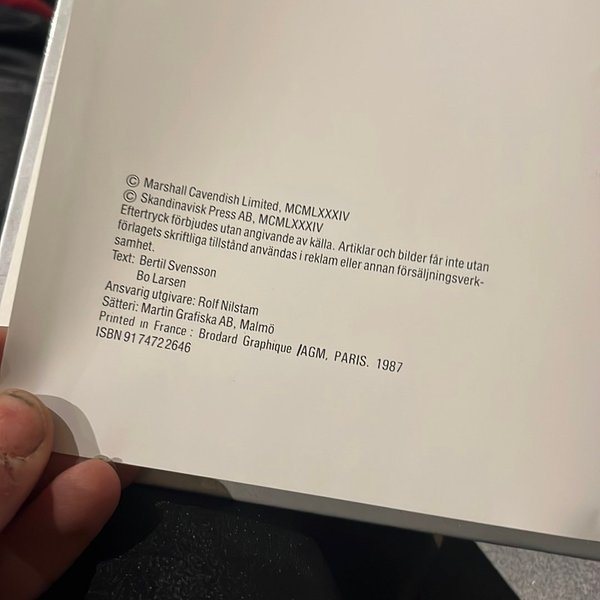 © Marshall Cavendish Limited, MCMLXXXIV
© Skandinavisk Press AB, MCMLXXXIV
Eftertryck förbjudes utan angivande av källa. Artiklar och bilder får inte utan
förlagets skriftliga tillstånd användas i reklam eller annan försäljningsverk-
samhet.
Text: Bertil Svensson
Bo Larsen
Ansvarig utgivare: Rolf Nilstam
Sätteri: Martin Grafiska AB, Malmö
Printed in France : Brodard Graphique /AGM, PARIS. 1987
ISBN 91 7472 264 6